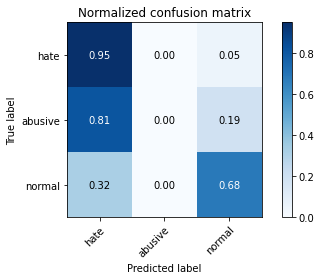 Normalized confusion matrix
hate 0.95 0.00 0.05
abusive 0.81 0.00 0.19
normal 0.32 0.00 0.68
hate abusive normal
True label
Predicted label
0.8
0.6
0.4
0.2
0.0